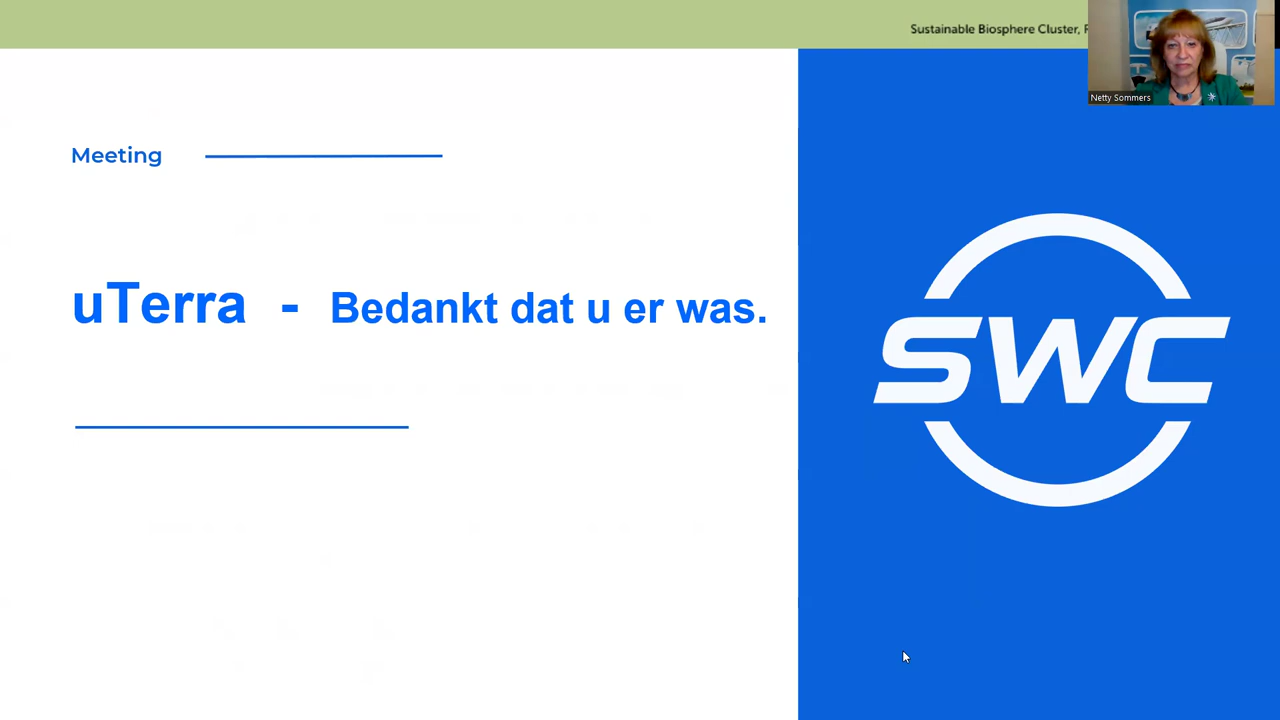 Sustainable Biosphere Cluster,
Netty Sommers
Meeting
uTerra - Bedankt dat u er was.
SWC